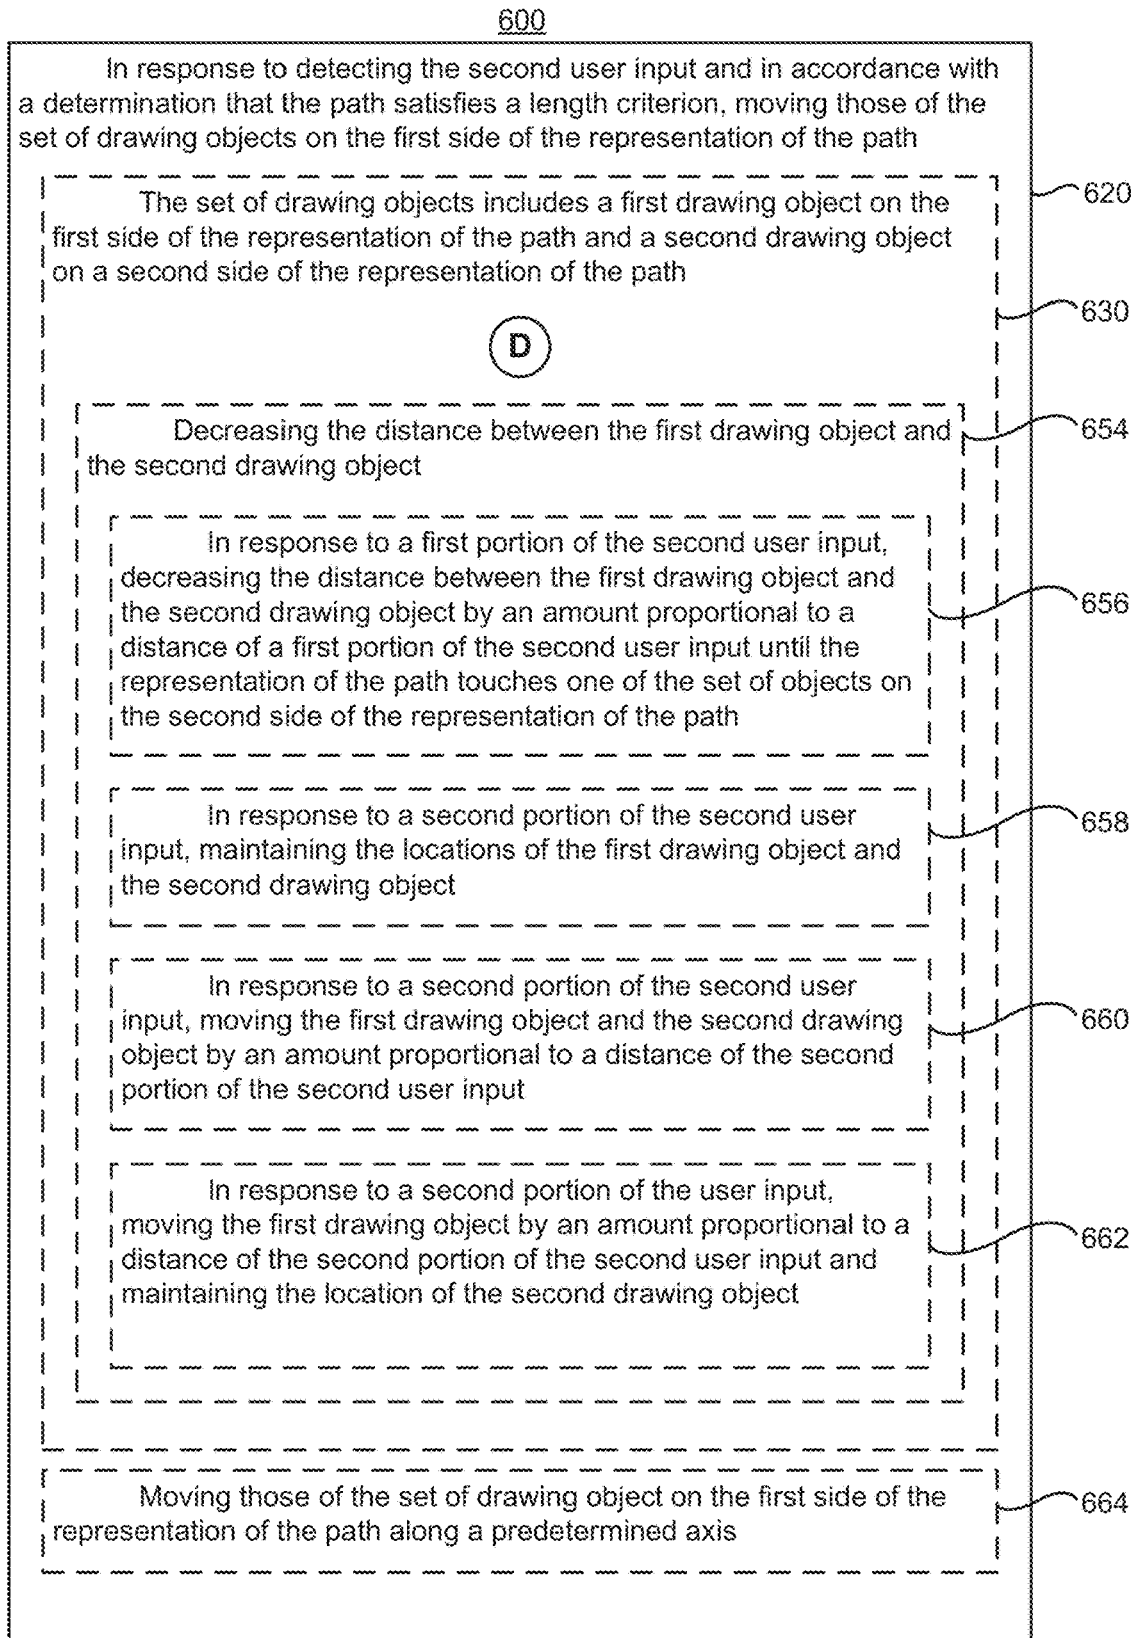 600
In response to detecting the second user input and in accordance with
a determination that the path satisfies a length criterion, moving those of the
set of drawing objects on the first side of the representation of the path
620
The set of drawing objects includes a first drawing object on the
first side of the representation of the path and a second drawing object
on a second side of the representation of the path
630
D
Decreasing the distance between the first drawing object and
the second drawing object
654
In response to a first portion of the second user input,
decreasing the distance between the first drawing object and
the second drawing object by an amount proportional to a
distance of a first portion of the second user input until the
representation of the path touches one of the set of objects on
the second side of the representation of the path
656
In response to a second portion of the second user
input, maintaining the locations of the first drawing object and
the second drawing object
658
In response to a second portion of the second user
input, moving the first drawing object and the second drawing
object by an amount proportional to a distance of the second
portion of the second user input
660
In response to a second portion of the user input,
moving the first drawing object by an amount proportional to a
distance of the second portion of the second user input and
maintaining the location of the second drawing object
662
Moving those of the set of drawing object on the first side of the
representation of the path along a predetermined axis
664